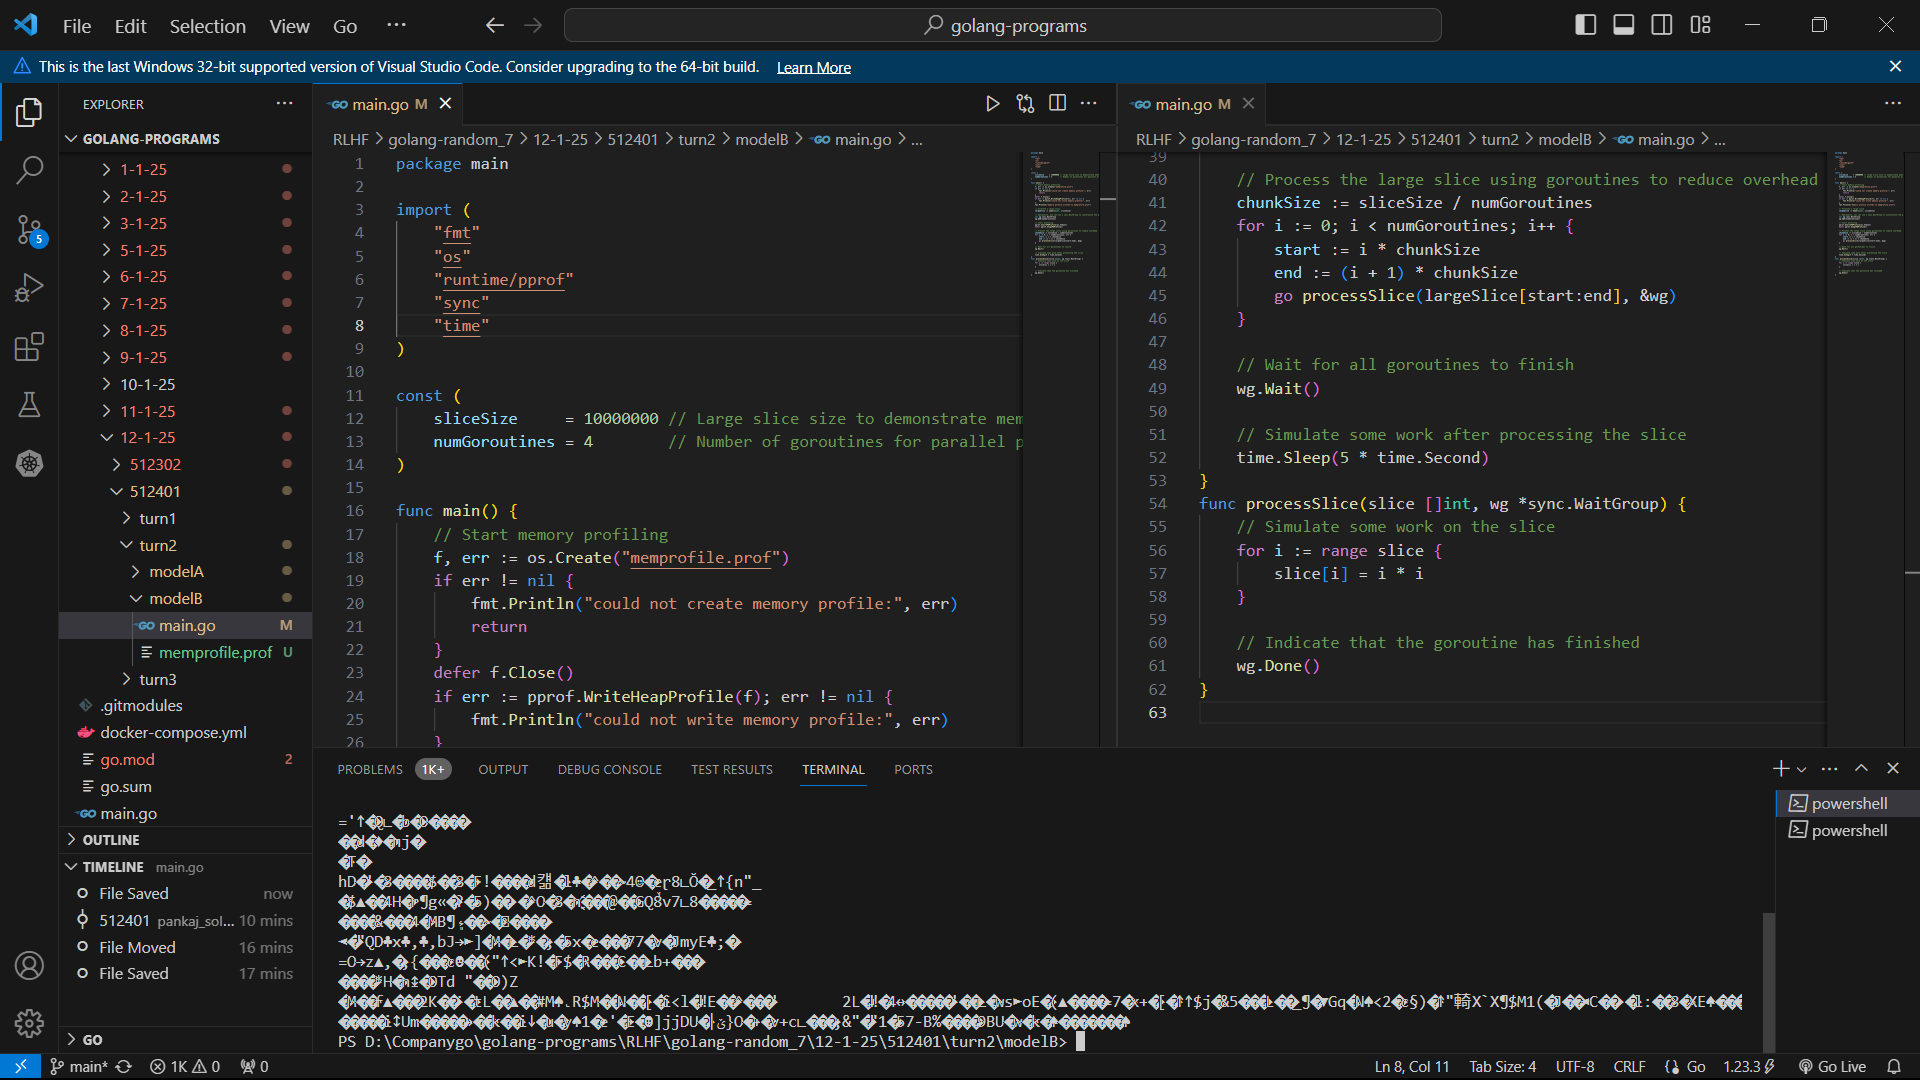 File Edit Selection View Go ··· golang-programs
This is the last Windows 32-bit supported version of Visual Studio Code. Consider upgrading to the 64-bit build. Learn More
EXPLORER
GOLANG-PROGRAMS
1-1-25
2-1-25
3-1-25
5-1-25
6-1-25
7-1-25
8-1-25
9-1-25
10-1-25
11-1-25
12-1-25
512302
512401
turn1
turn2
modelA
modelB
main.go M
memprofile.prof U
turn3
.gitmodules
docker-compose.yml
go.mod 2
go.sum
main.go
OUTLINE
TIMELINE main.go
File Saved now
512401 pankaj_sol... 10 mins
File Moved 16 mins
File Saved 17 mins
GO
5
main.go M
RLHF > golang-random_7 > 12-1-25 > 512401 > turn2 > modelB > main.go > ...
1 package main
2
3 import (
4 "fmt"
5 "os"
6 "runtime/pprof"
7 "sync"
8 "time"
9 )
10
11 const (
12 sliceSize = 10000000 // Large slice size to demonstrate mem
13 numGoroutines = 4 // Number of goroutines for parallel p
14 )
15
16 func main() {
17 // Start memory profiling
18 f, err := os.Create("memprofile.prof")
19 if err != nil {
20 fmt.Println("could not create memory profile:", err)
21 return
22 }
23 defer f.Close()
24 if err := pprof.WriteHeapProfile(f); err != nil {
25 fmt.Println("could not write memory profile:", err)
26 }
main.go M
RLHF > golang-random_7 > 12-1-25 > 512401 > turn2 > modelB > main.go > ...
39
40 // Process the large slice using goroutines to reduce overhead
41 chunkSize := sliceSize / numGoroutines
42 for i := 0; i < numGoroutines; i++ {
43 start := i * chunkSize
44 end := (i + 1) * chunkSize
45 go processSlice(largeSlice[start:end], &wg)
46 }
47
48 // Wait for all goroutines to finish
49 wg.Wait()
50
51 // Simulate some work after processing the slice
52 time.Sleep(5 * time.Second)
53 }
54 func processSlice(slice []int, wg *sync.WaitGroup) {
55 // Simulate some work on the slice
56 for i := range slice {
57 slice[i] = i * i
58 }
59
60 // Indicate that the goroutine has finished
61 wg.Done()
62 }
63
PROBLEMS 1K+ OUTPUT DEBUG CONSOLE TEST RESULTS TERMINAL PORTS
powershell
powershell
PS D:\Companygo\golang-programs\RLHF\golang-random_7\12-1-25\512401\turn2\modelB>
main* 1K 0 0 Ln 8, Col 11 Tab Size: 4 UTF-8 CRLF Go 1.23.3 Go Live